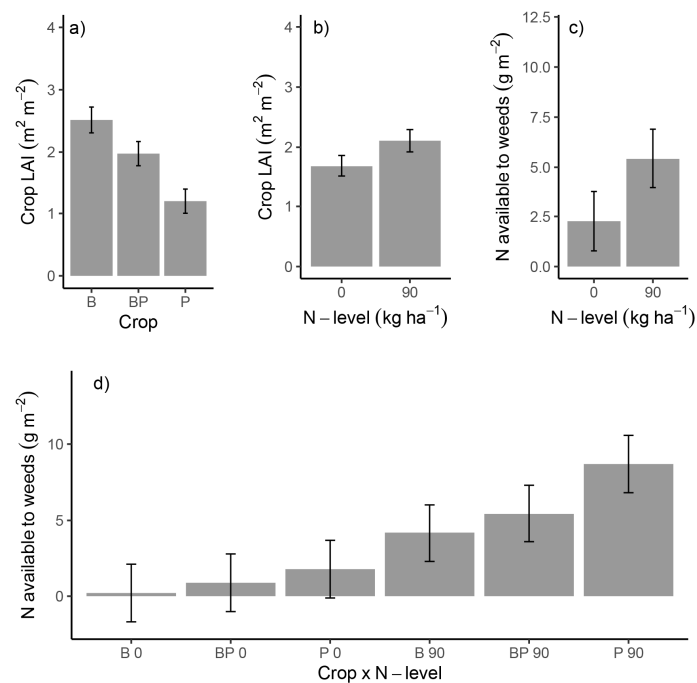 a)
Crop LAI (m² m⁻²)
4
3
2
1
0
B BP P
Crop
b)
Crop LAI (m² m⁻²)
4
3
2
1
0
0 90
N – level (kg ha⁻¹)
c)
N available to weeds (g m⁻²)
12.5
10.0
7.5
5.0
2.5
0.0
0 90
N – level (kg ha⁻¹)
d)
N available to weeds (g m⁻²)
10
5
0
B 0 BP 0 P 0 B 90 BP 90 P 90
Crop x N – level